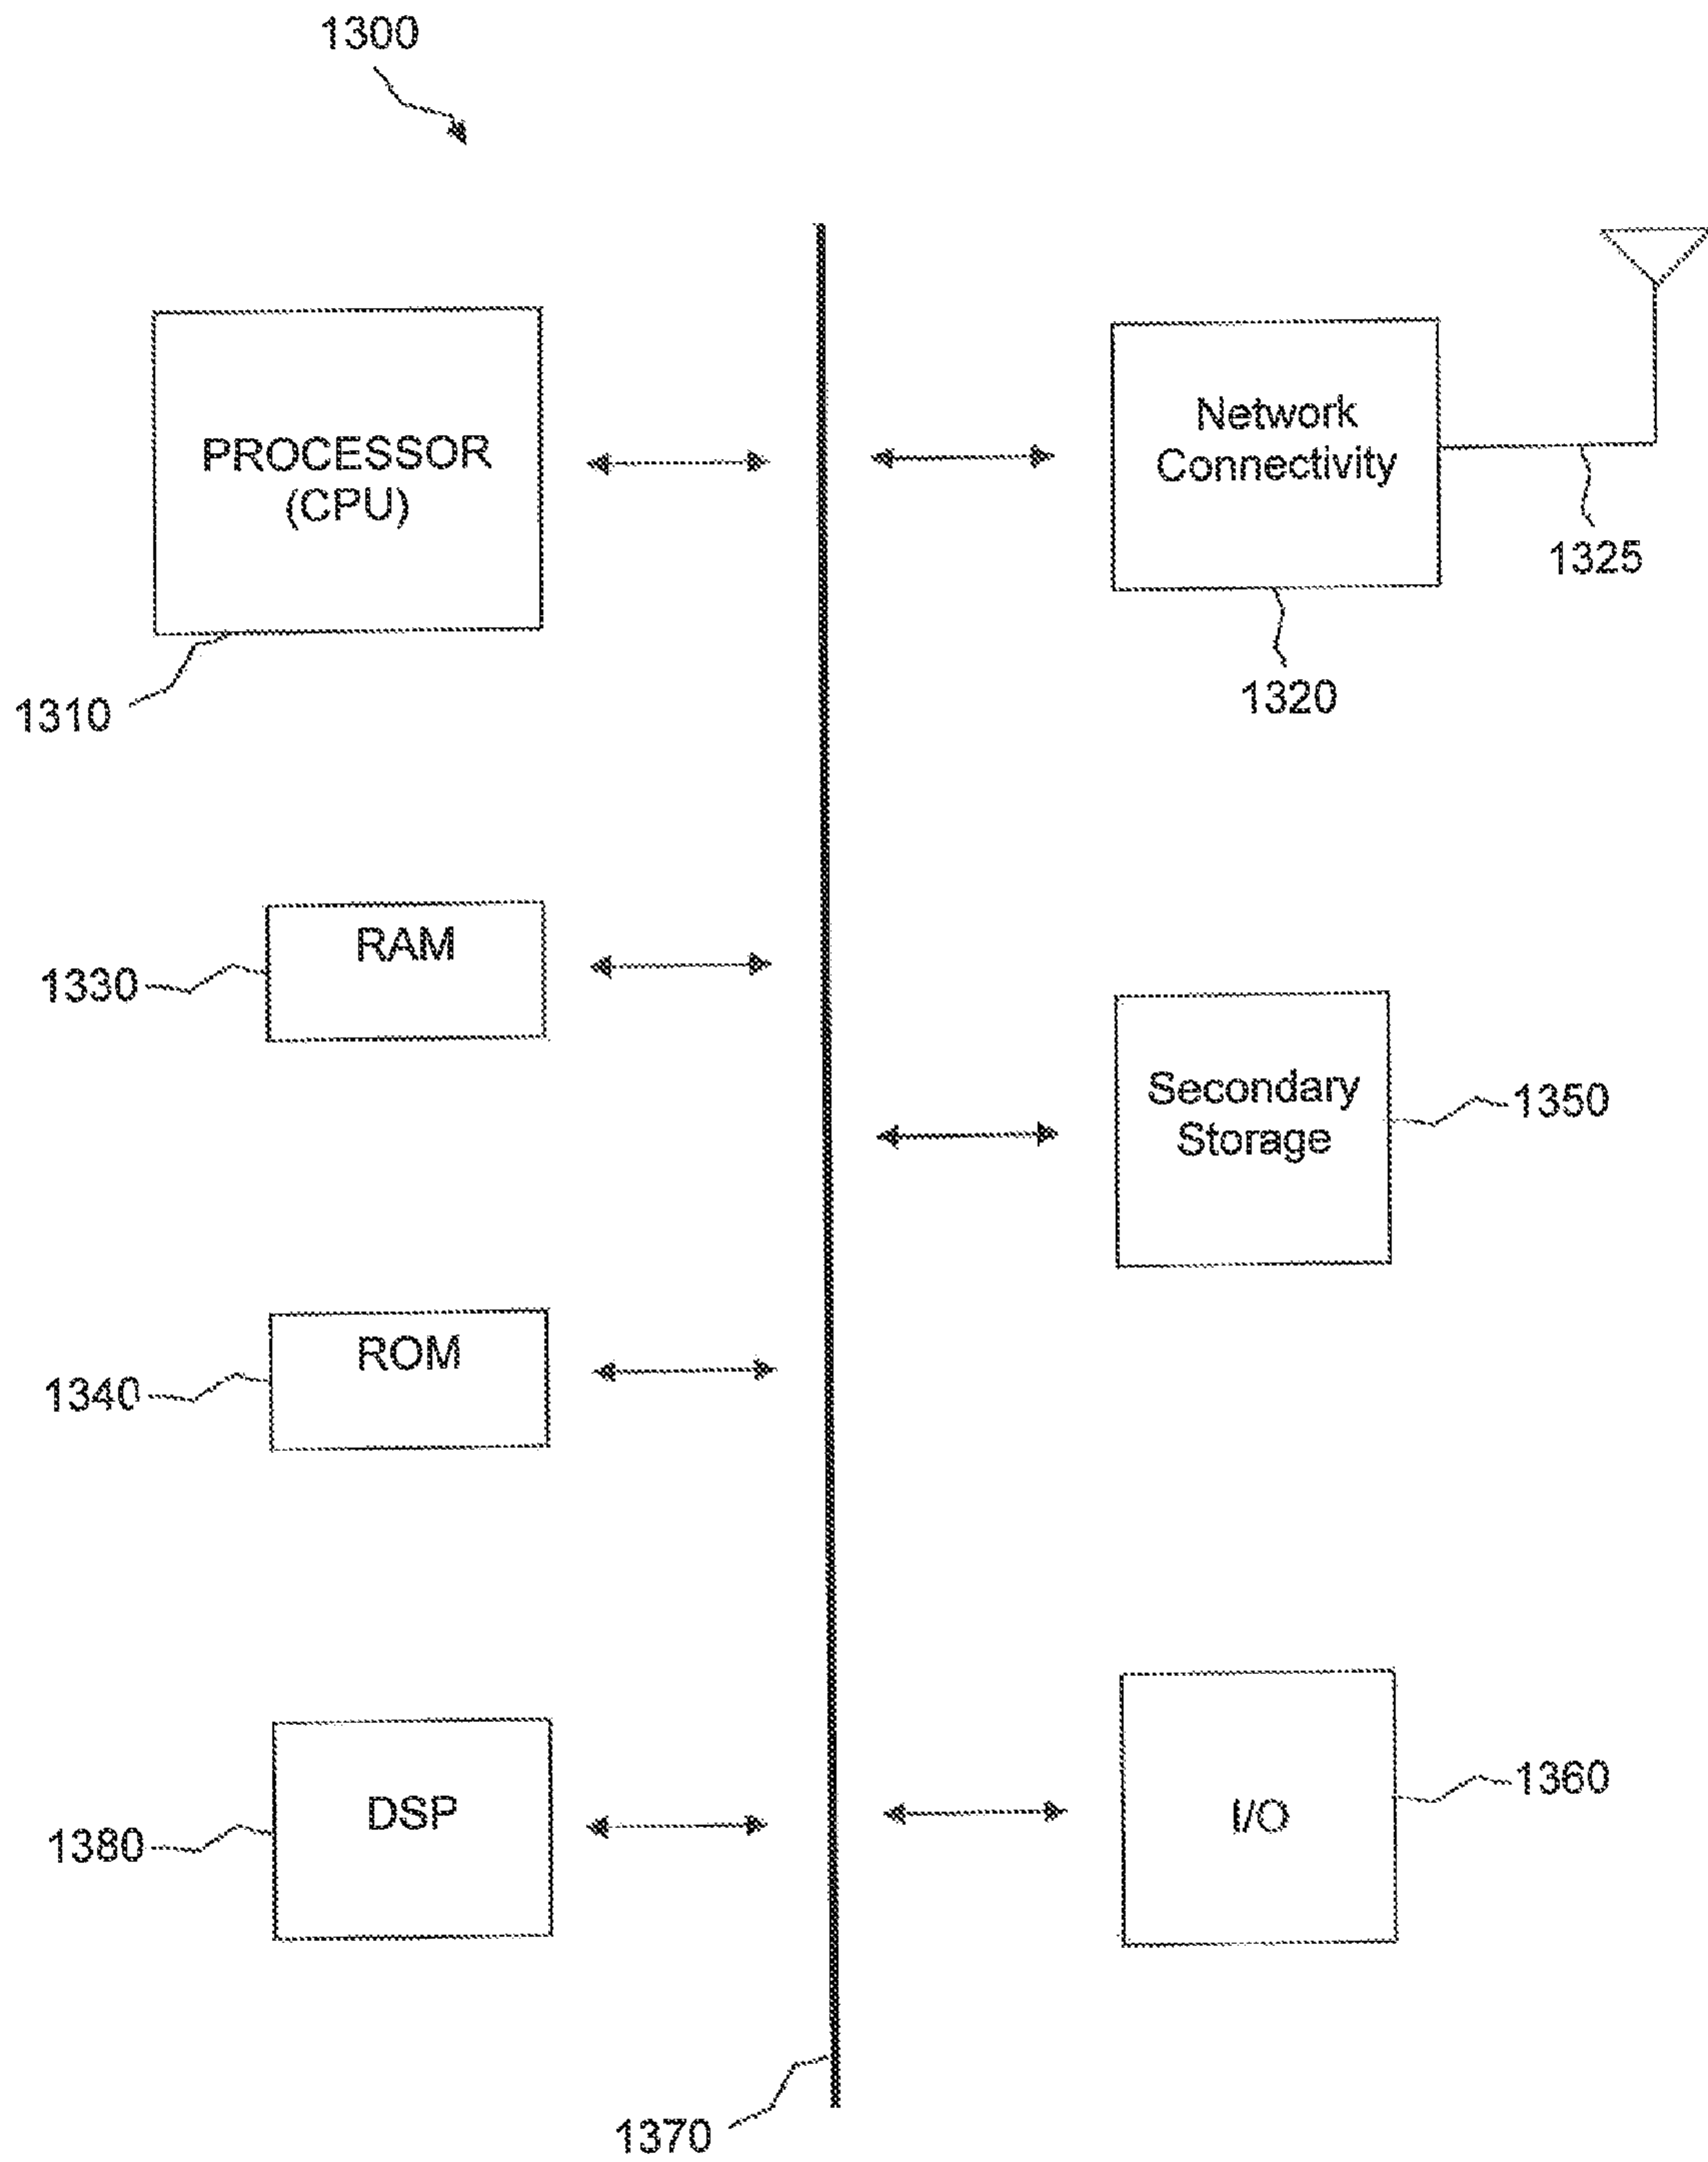 1300
PROCESSOR
(CPU)
1310
Network
Connectivity
1325
1320
RAM
1330
Secondary
Storage
1350
ROM
1340
DSP
1380
I/O
1360
1370